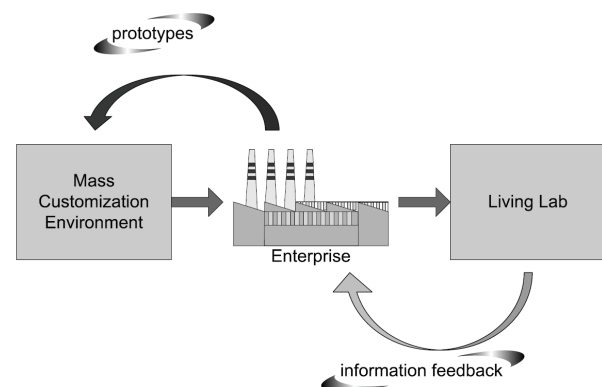 prototypes
Mass
Customization
Environment
Enterprise
Living Lab
information feedback